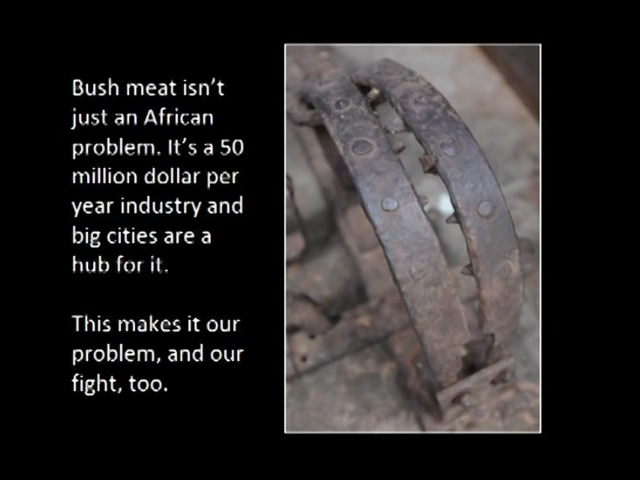 Bush meat isn't
just an African
problem. It's a 50
million dollar per
year industry and
big cities are a
hub for it.
This makes it our
problem, and our
fight, too.